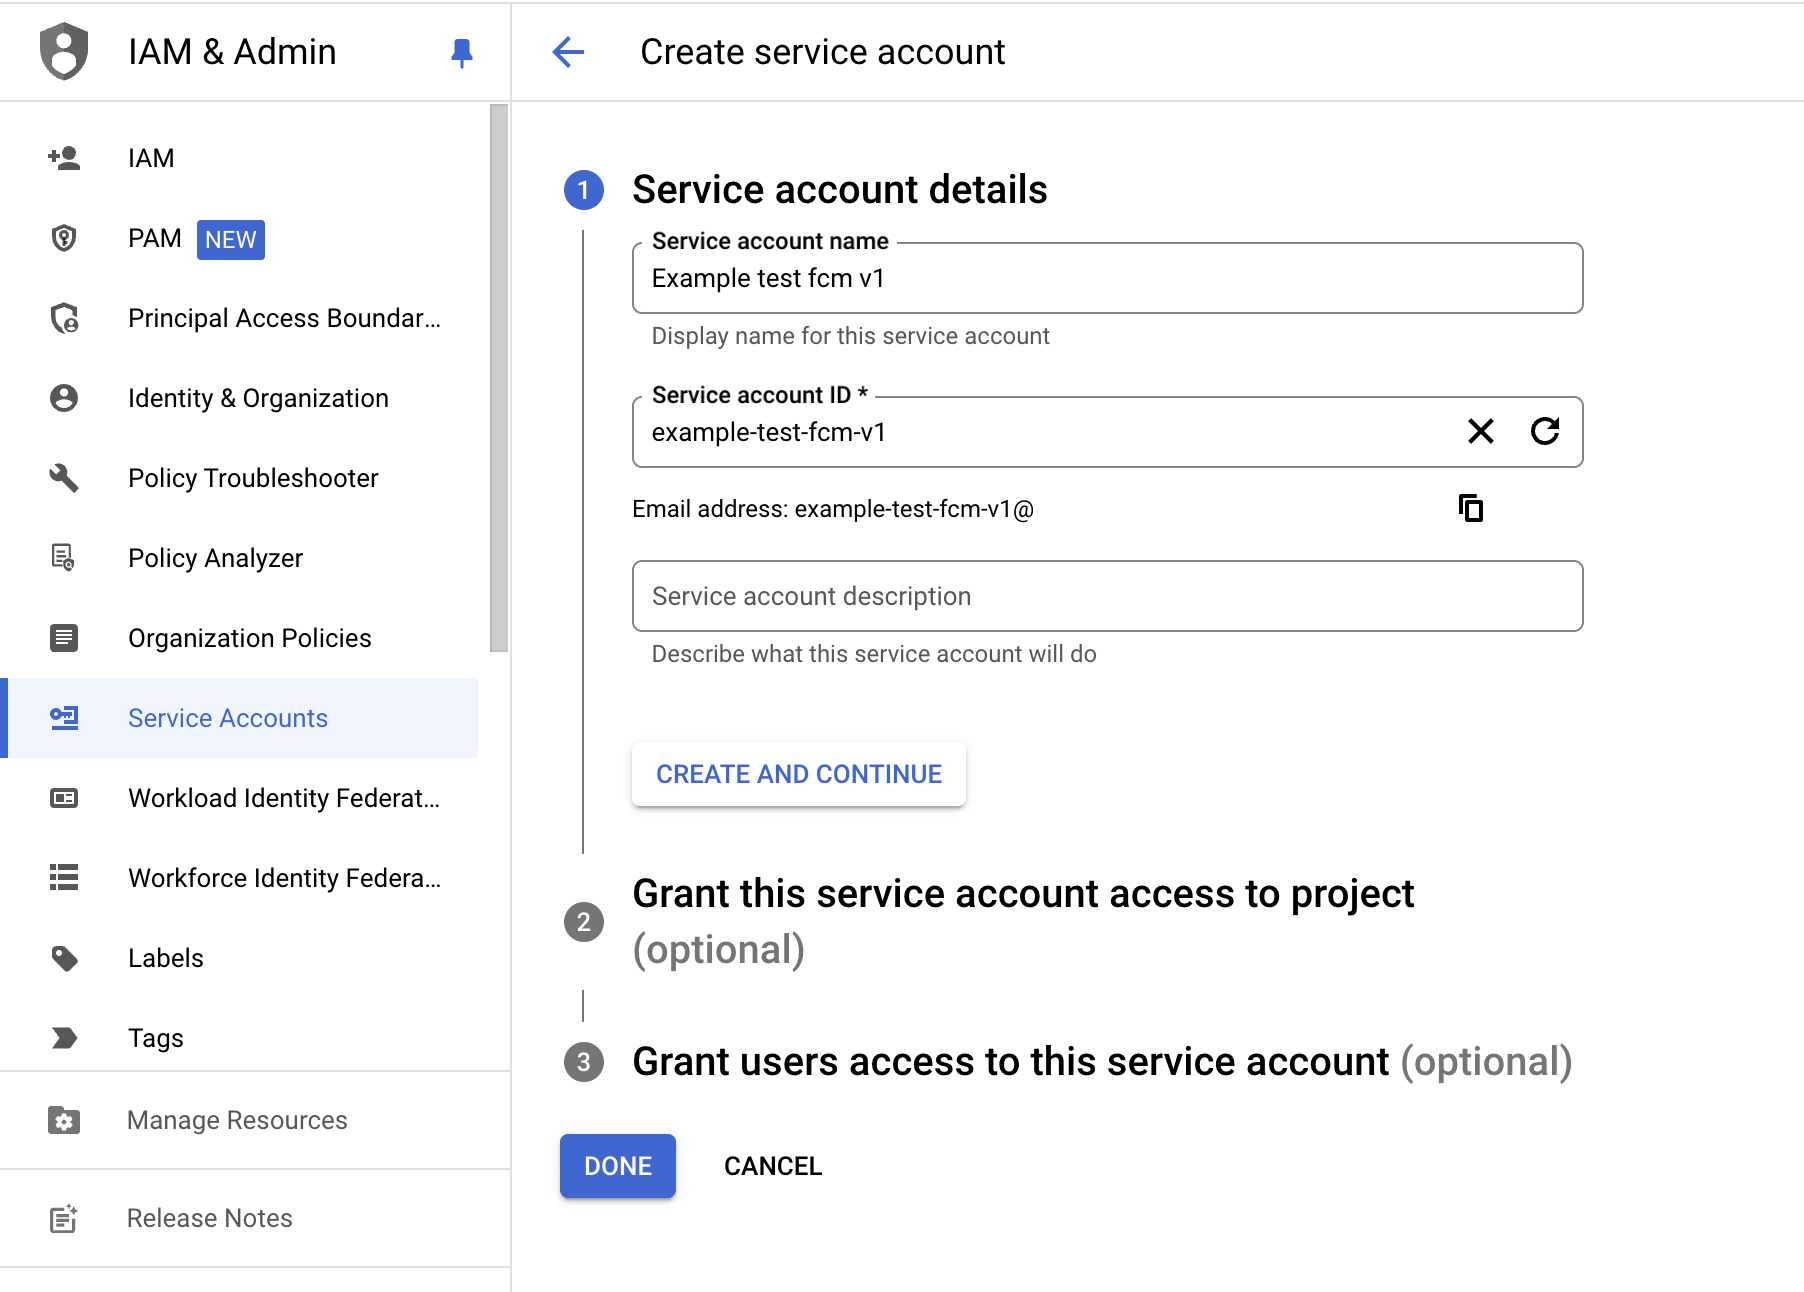 IAM & Admin
IAM
PAM NEW
Principal Access Boundar...
Identity & Organization
Policy Troubleshooter
Policy Analyzer
Organization Policies
Service Accounts
Workload Identity Federat...
Workforce Identity Federa...
Labels
Tags
Manage Resources
Release Notes
Create service account
1 Service account details
Service account name
Example test fcm v1
Display name for this service account
Service account ID *
example-test-fcm-v1
Email address: example-test-fcm-v1@
Service account description
Describe what this service account will do
CREATE AND CONTINUE
2 Grant this service account access to project
(optional)
3 Grant users access to this service account (optional)
DONE CANCEL